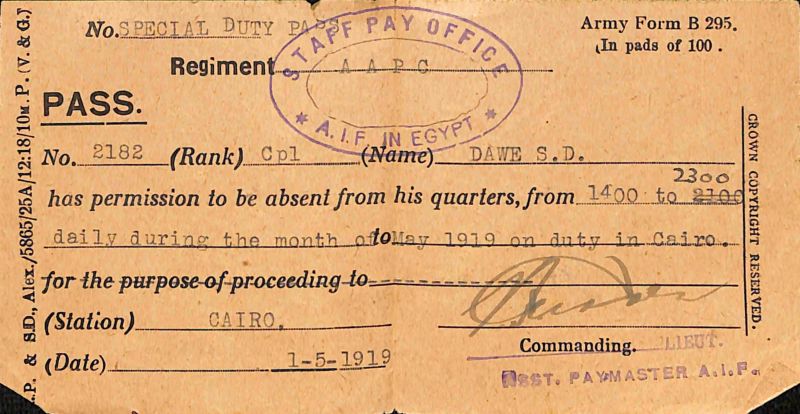 No. SPECIAL DUTY PASS
Army Form B 295.
In pads of 100.
STAFF PAY OFFICE
* A.I.F. IN EGYPT *
Regiment A A P C
PASS.
No. 2182 (Rank) Cpl (Name) DAWE S.D.
2300
has permission to be absent from his quarters, from 1400 to 2100
daily during the month of to May 1919 on duty in Cairo.
for the purpose of proceeding to
(Station) CAIRO.
Commanding. LIEUT.
(Date) 1-5-1919
ASST. PAYMASTER A.I.F.
P. & S.D., Alex./5865/25A/12:18/10M. P. (V. & G.)
CROWN COPYRIGHT RESERVED.